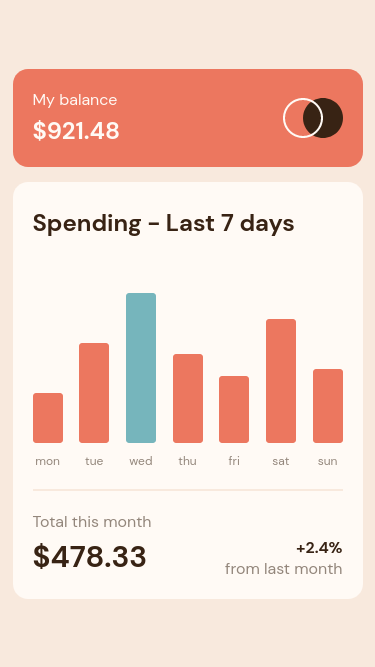 My balance
$921.48
Spending - Last 7 days
mon tue wed thu fri sat sun
Total this month
$478.33
+2.4%
from last month